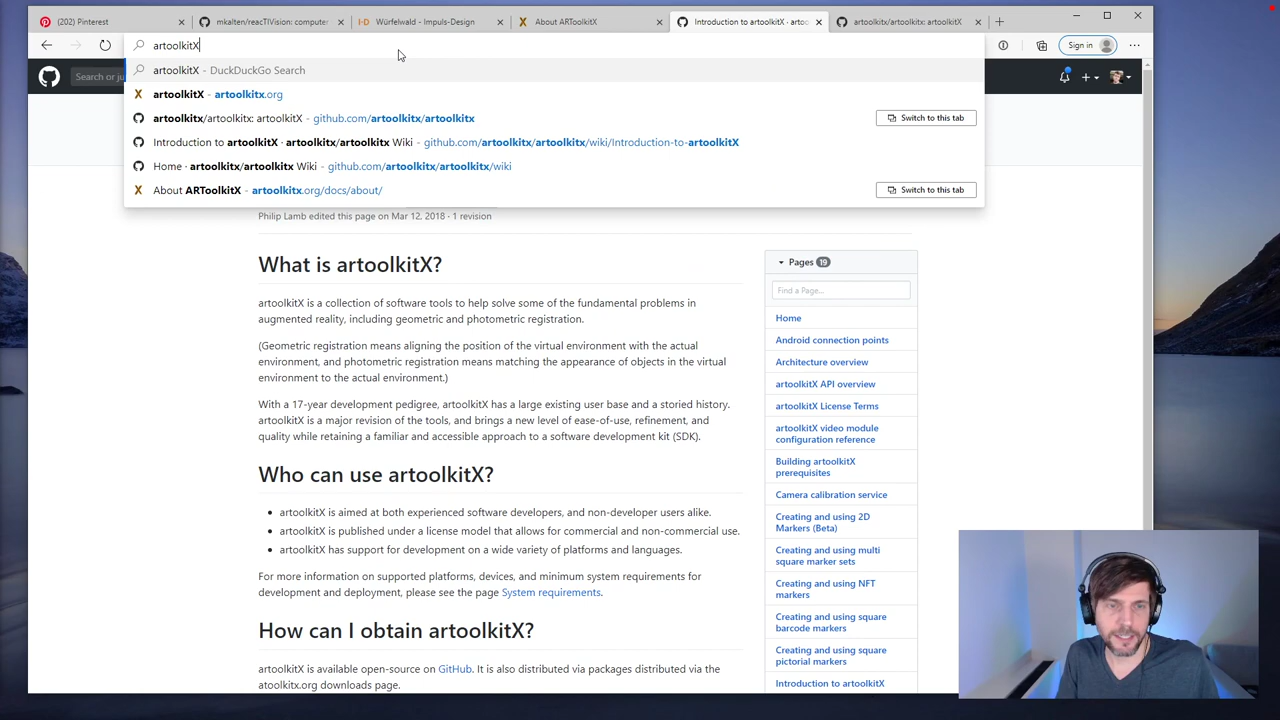 (202) Pinterest
mkalten/reacTIVision: computer
I-D Würfelwald - Impuls-Design
X About ARToolkitX
Introduction to artoolkitX · artoo
artoolkitx/artoolkitx: artoolkitX
artoolkitX
Sign in
artoolkitX - DuckDuckGo Search
X artoolkitX - artoolkitx.org
artoolkitx/artoolkitx: artoolkitX - github.com/artoolkitx/artoolkitx
Switch to this tab
Introduction to artoolkitX · artoolkitx/artoolkitx Wiki - github.com/artoolkitx/artoolkitx/wiki/Introduction-to-artoolkitX
Home · artoolkitx/artoolkitx Wiki - github.com/artoolkitx/artoolkitx/wiki
X About ARToolkitX - artoolkitx.org/docs/about/
Switch to this tab
Search or ju
Philip Lamb edited this page on Mar 12, 2018 · 1 revision
What is artoolkitX?
artoolkitX is a collection of software tools to help solve some of the fundamental problems in
augmented reality, including geometric and photometric registration.
(Geometric registration means aligning the position of the virtual environment with the actual
environment, and photometric registration means matching the appearance of objects in the virtual
environment to the actual environment.)
With a 17-year development pedigree, artoolkitX has a large existing user base and a storied history.
artoolkitX is a major revision of the tools, and brings a new level of ease-of-use, refinement, and
quality while retaining a familiar and accessible approach to a software development kit (SDK).
Who can use artoolkitX?
• artoolkitX is aimed at both experienced software developers, and non-developer users alike.
• artoolkitX is published under a license model that allows for commercial and non-commercial use.
• artoolkitX has support for development on a wide variety of platforms and languages.
For more information on supported platforms, devices, and minimum system requirements for
development and deployment, please see the page System requirements.
How can I obtain artoolkitX?
artoolkitX is available open-source on GitHub. It is also distributed via packages distributed via the
atoolkitx.org downloads page.
Pages 19
Find a Page...
Home
Android connection points
Architecture overview
artoolkitX API overview
artoolkitX License Terms
artoolkitX video module
configuration reference
Building artoolkitX
prerequisites
Camera calibration service
Creating and using 2D
Markers (Beta)
Creating and using multi
square marker sets
Creating and using NFT
markers
Creating and using square
barcode markers
Creating and using square
pictorial markers
Introduction to artoolkitX